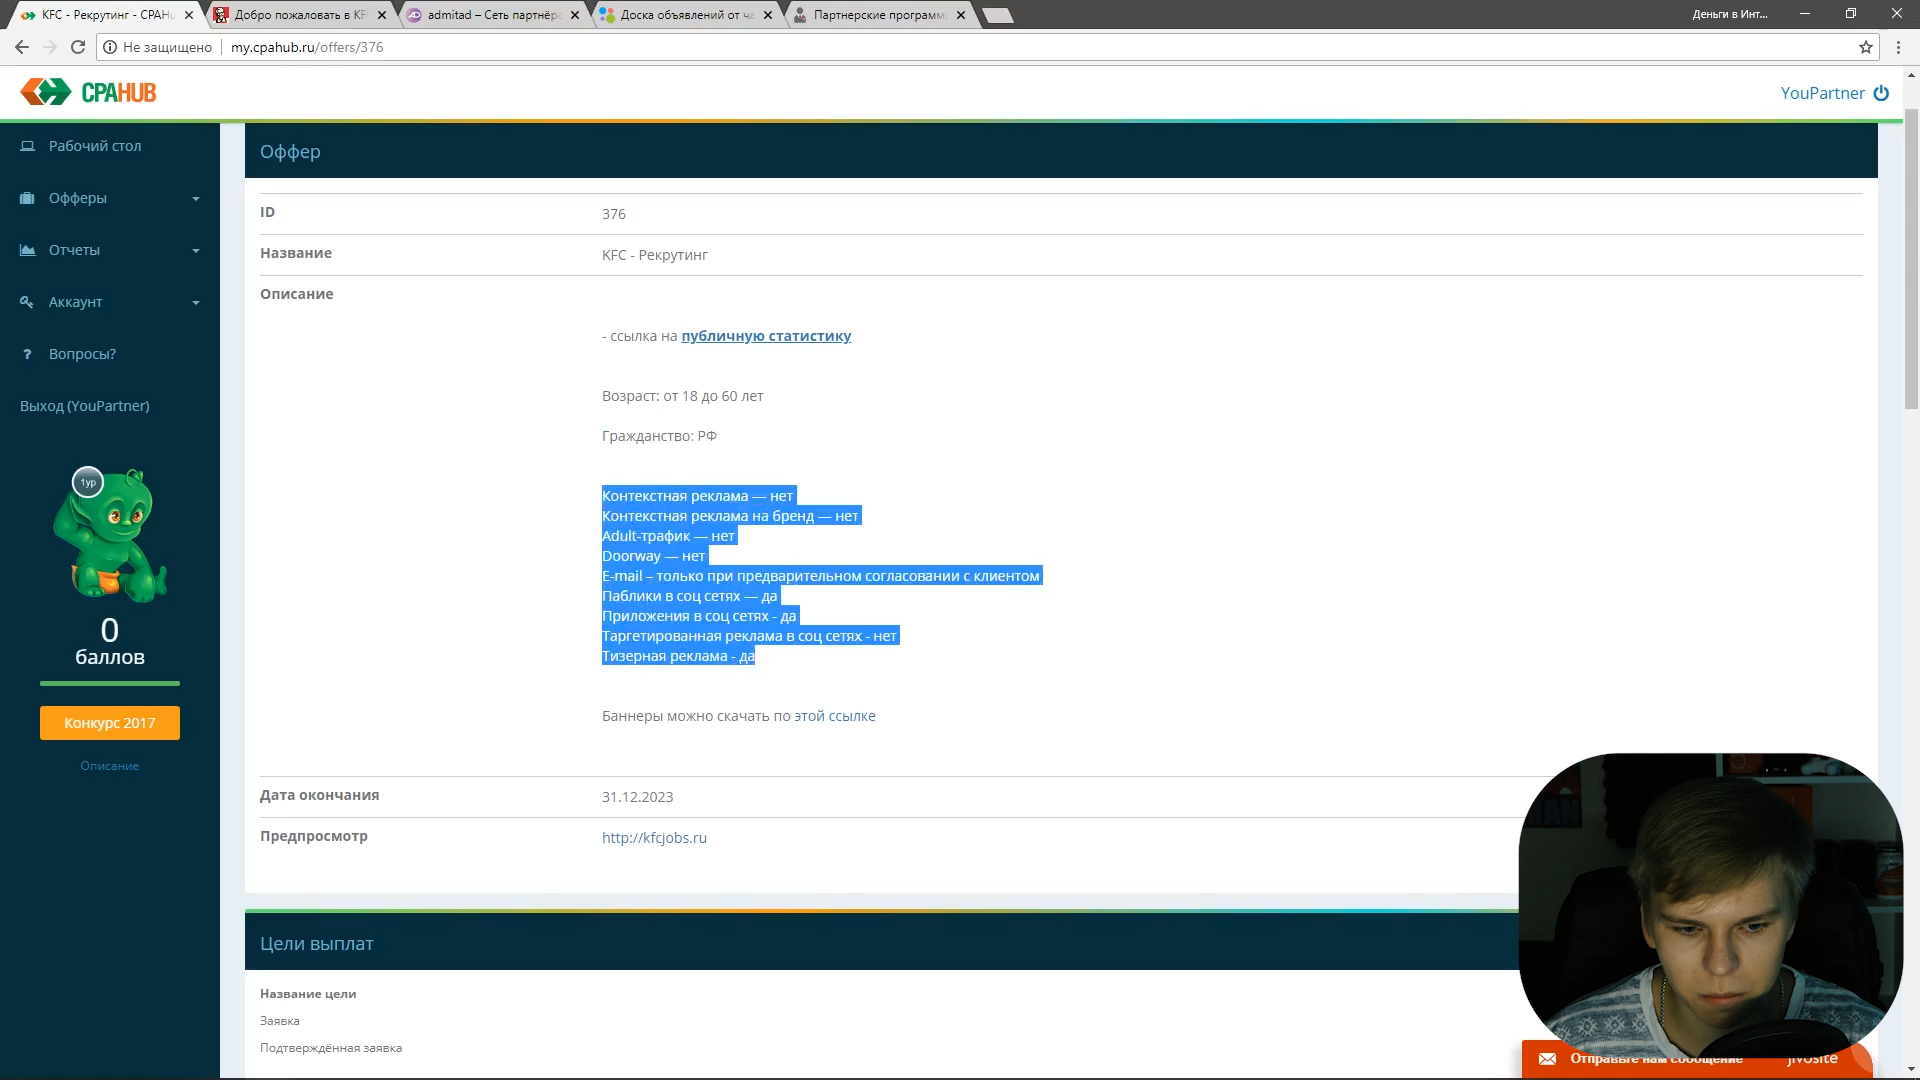 KFC - Рекрутинг - CPAHu
Добро пожаловать в KF
admitad – Сеть партнёрс
Доска объявлений от ча
Партнерские программ
Деньги в Инт...
Не защищено
my.cpahub.ru/offers/376
CPAHUB
YouPartner
Рабочий стол
Офферы
Отчеты
Аккаунт
? Вопросы?
Выход (YouPartner)
1ур
0
баллов
Конкурс 2017
Описание
Оффер
ID
376
Название
KFC - Рекрутинг
Описание
- ссылка на публичную статистику
Возраст: от 18 до 60 лет
Гражданство: РФ
Контекстная реклама — нет
Контекстная реклама на бренд — нет
Adult-трафик — нет
Doorway — нет
E-mail – только при предварительном согласовании с клиентом
Паблики в соц сетях — да
Приложения в соц сетях - да
Таргетированная реклама в соц сетях - нет
Тизерная реклама - да
Баннеры можно скачать по этой ссылке
Дата окончания
31.12.2023
Предпросмотр
http://kfcjobs.ru
Цели выплат
Название цели
Заявка
Подтверждённая заявка
Отправьте нам сообщение
jivosite